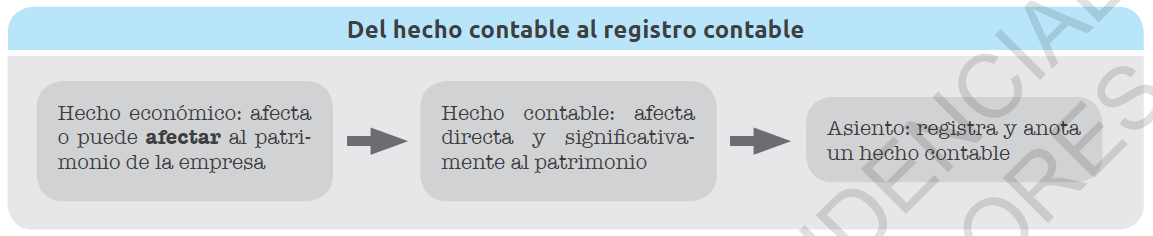 Del hecho contable al registro contable
Hecho económico: afecta
o puede afectar al patri-
monio de la empresa
Hecho contable: afecta
directa y significativa-
mente al patrimonio
Asiento: registra y anota
un hecho contable